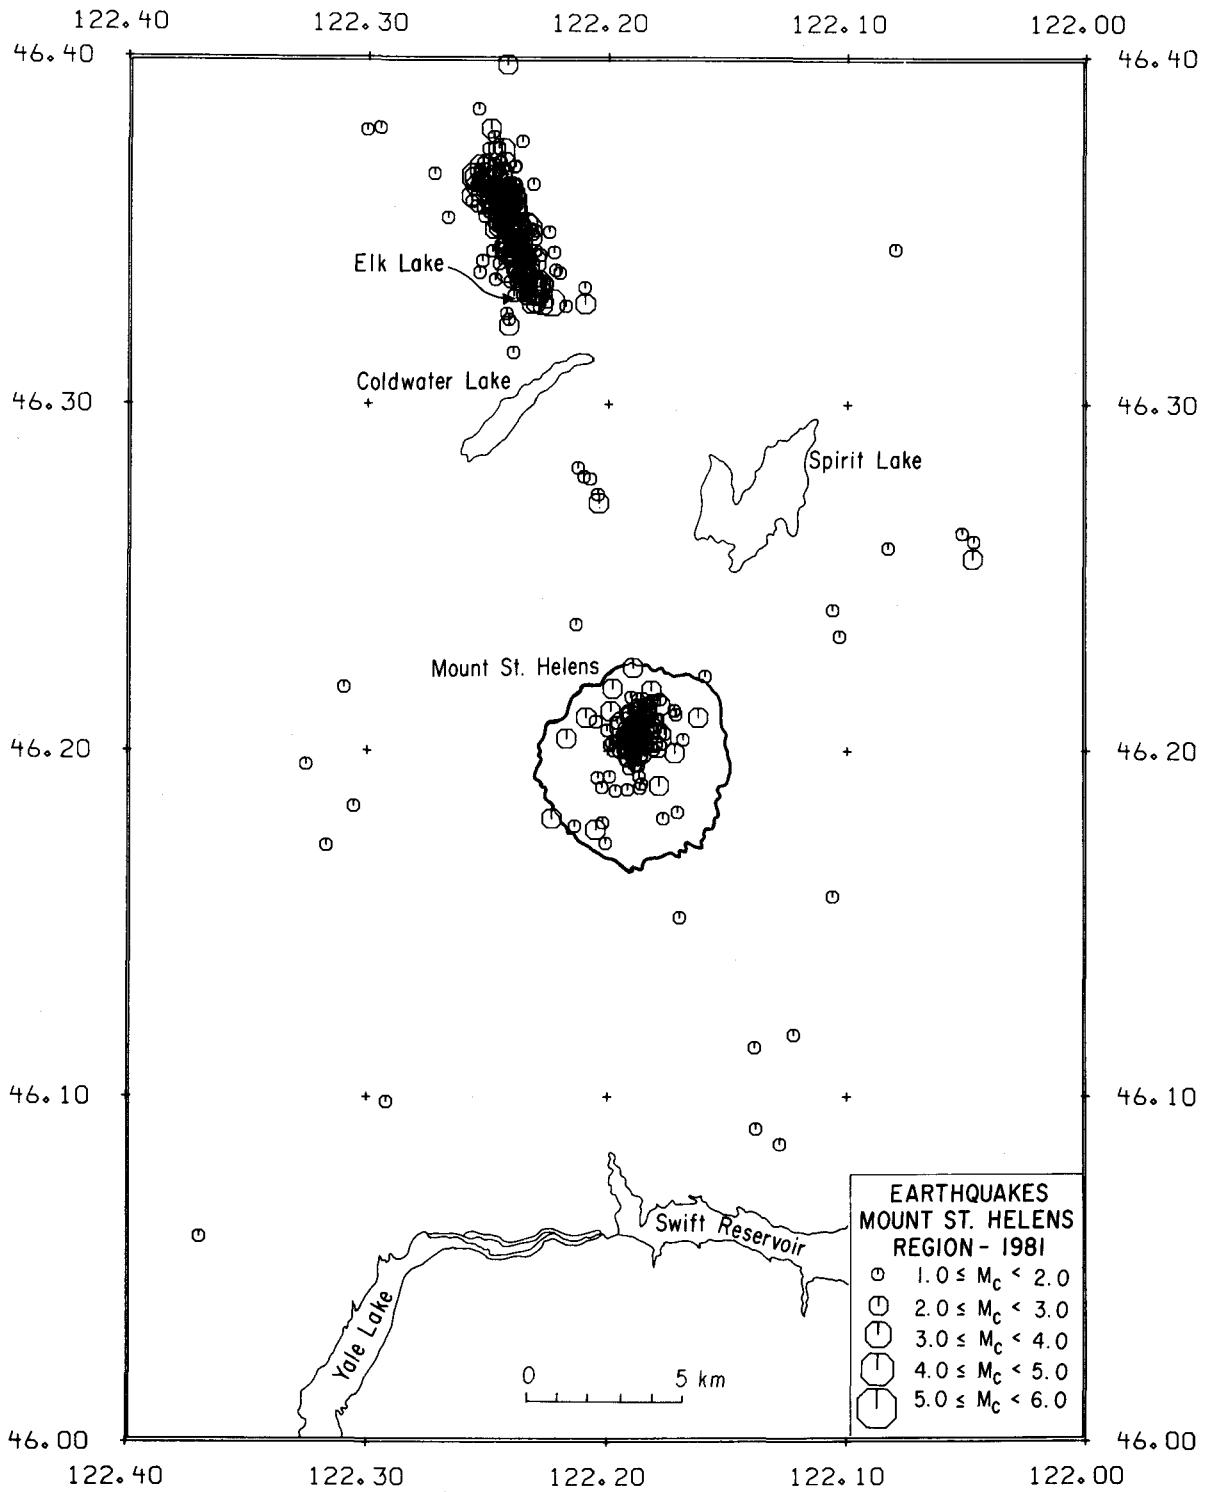 122.40 122.30 122.20 122.10 122.00
46.40 46.40
Elk Lake
Coldwater Lake
46.30 46.30
Spirit Lake
Mount St. Helens
46.20 46.20
46.10 46.10
Swift Reservoir
Yale Lake
0 5 km
EARTHQUAKES
MOUNT ST. HELENS
REGION - 1981
1.0 ≤ Mc < 2.0
2.0 ≤ Mc < 3.0
3.0 ≤ Mc < 4.0
4.0 ≤ Mc < 5.0
5.0 ≤ Mc < 6.0
46.00 46.00
122.40 122.30 122.20 122.10 122.00